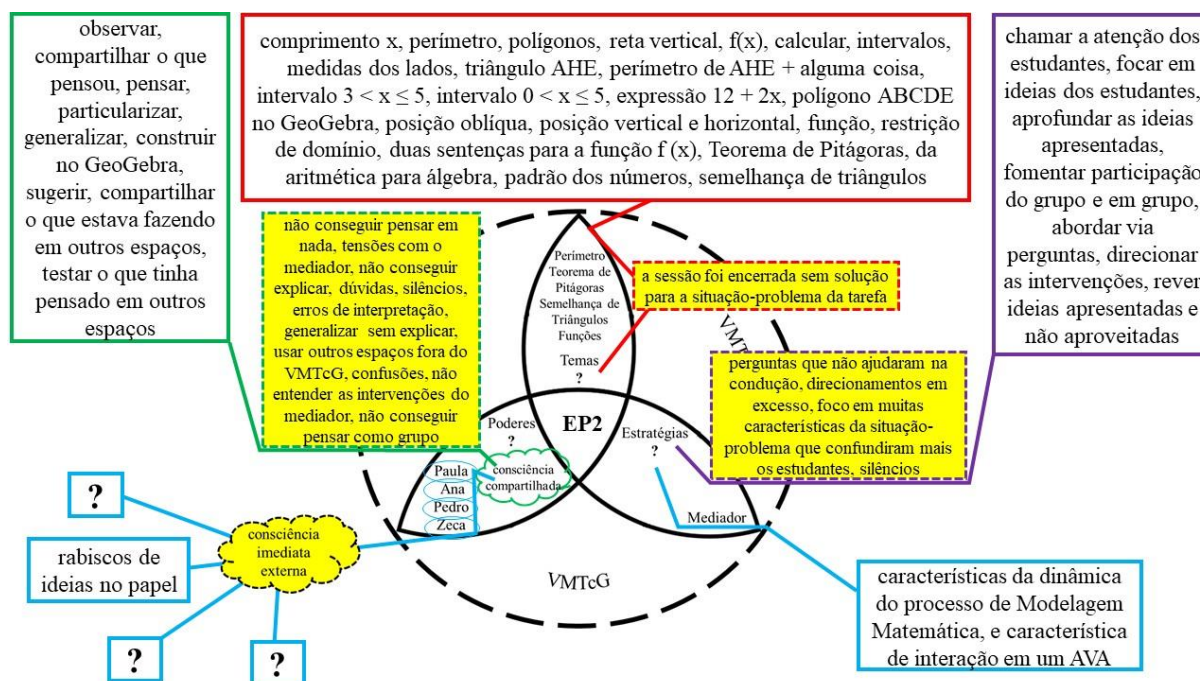 observar,
compartilhar o que
pensou, pensar,
particularizar,
generalizar, construir
no GeoGebra,
sugerir, compartilhar
o que estava fazendo
em outros espaços,
testar o que tinha
pensado em outros
espaços
comprimento x, perímetro, polígonos, reta vertical, f(x), calcular, intervalos,
medidas dos lados, triângulo AHE, perímetro de AHE + alguma coisa,
intervalo 3 < x ≤ 5, intervalo 0 < x ≤ 5, expressão 12 + 2x, polígono ABCDE
no GeoGebra, posição oblíqua, posição vertical e horizontal, função, restrição
de domínio, duas sentenças para a função f (x), Teorema de Pitágoras, da
aritmética para álgebra, padrão dos números, semelhança de triângulos
chamar a atenção dos
estudantes, focar em
ideias dos estudantes,
aprofundar as ideias
apresentadas,
fomentar participação
do grupo e em grupo,
abordar via
perguntas, direcionar
as intervenções, rever
ideias apresentadas e
não aproveitadas
não conseguir pensar em
nada, tensões com o
mediador, não conseguir
explicar, dúvidas, silêncios,
erros de interpretação,
generalizar sem explicar,
usar outros espaços fora do
VMTcG, confusões, não
entender as intervenções do
mediador, não conseguir
pensar como grupo
Perímetro
Teorema de
Pitágoras
Semelhança de
Triângulos
Funções
Temas
?
a sessão foi encerrada sem solução
para a situação-problema da tarefa
VMT
perguntas que não ajudaram na
condução, direcionamentos em
excesso, foco em muitas
características da situação-
problema que confundiram mais
os estudantes, silêncios
Poderes
?
EP2
Estratégias
?
Paula
Ana
Pedro
Zeca
consciência
compartilhada
Mediador
?
consciência
imediata
externa
rabiscos de
ideias no papel
?
?
VMTcG
características da dinâmica
do processo de Modelagem
Matemática, e característica
de interação em um AVA